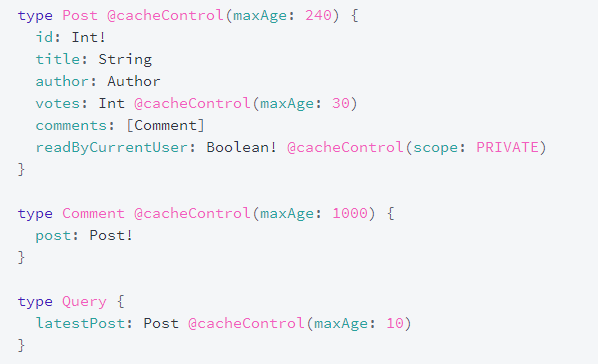 type Post @cacheControl(maxAge: 240) {
  id: Int!
  title: String
  author: Author
  votes: Int @cacheControl(maxAge: 30)
  comments: [Comment]
  readByCurrentUser: Boolean! @cacheControl(scope: PRIVATE)
}

type Comment @cacheControl(maxAge: 1000) {
  post: Post!
}

type Query {
  latestPost: Post @cacheControl(maxAge: 10)
}